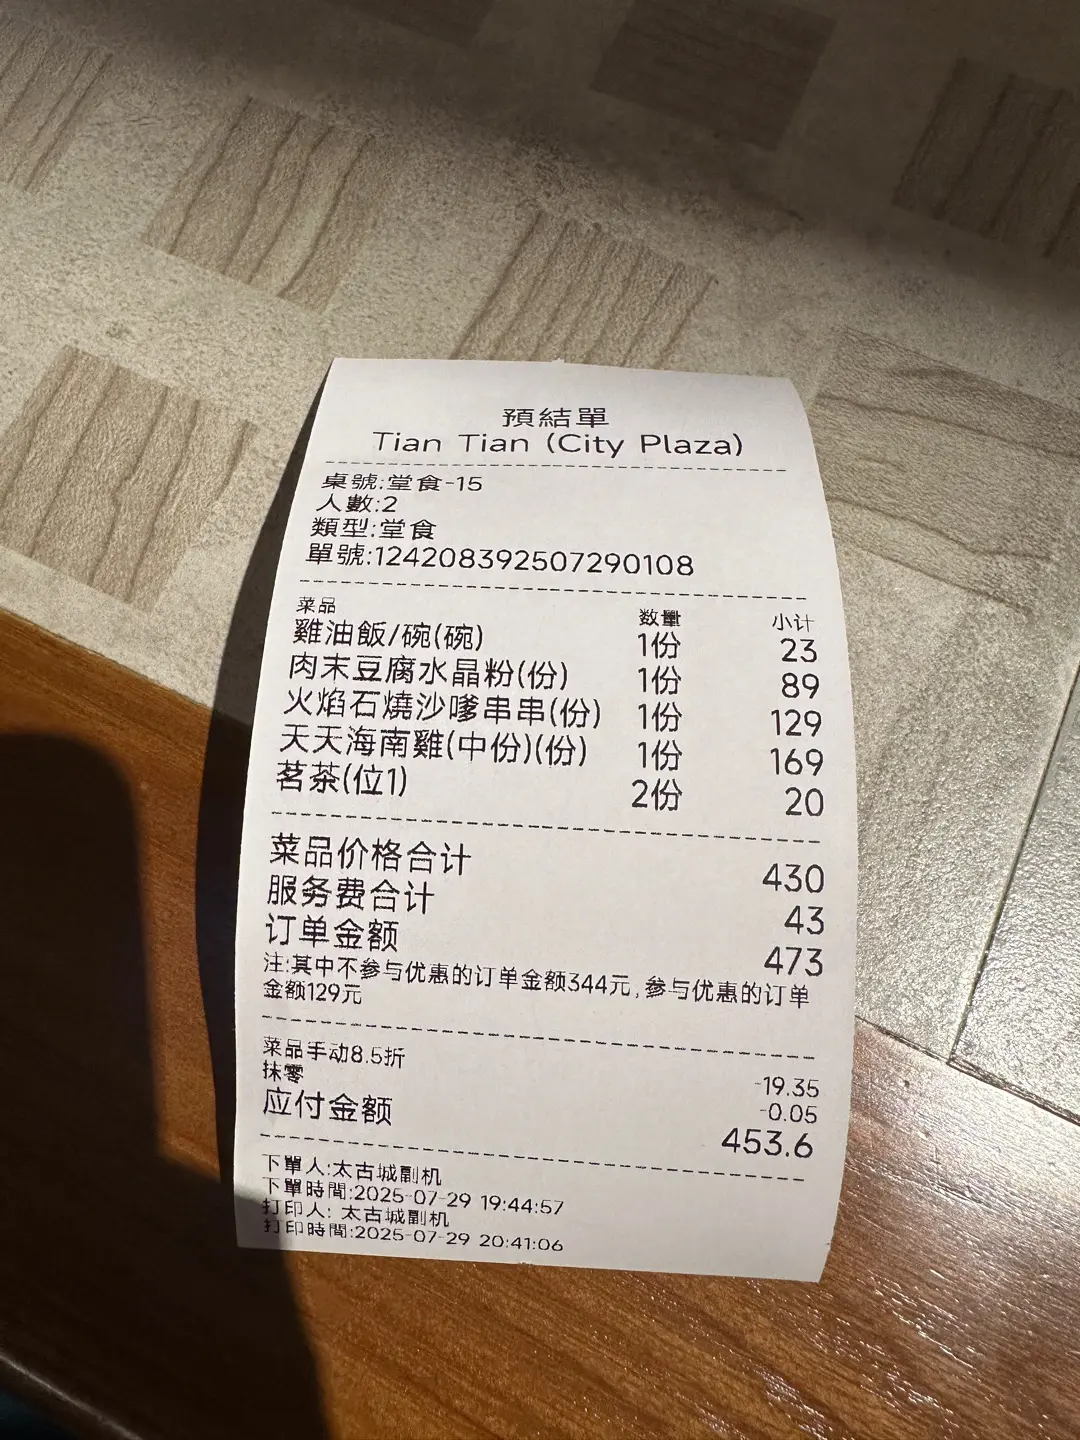 預結單
Tian Tian (City Plaza)
桌號:堂食-15
人數:2
類型:堂食
單號:124208392507290108
菜品 数量 小计
雞油飯/碗(碗) 1份 23
肉末豆腐水晶粉(份) 1份 89
火焰石燒沙嗲串串(份) 1份 129
天天海南雞(中份)(份) 1份 169
茗茶(位1) 2份 20
菜品价格合计 430
服务费合计 43
订单金额 473
注:其中不参与优惠的订单金额344元,参与优惠的订单
金额129元
菜品手动8.5折 -19.35
抹零 -0.05
应付金额 453.6
下單人:太古城副机
下單時間:2025-07-29 19:44:57
打印人: 太古城副机
打印時間:2025-07-29 20:41:06